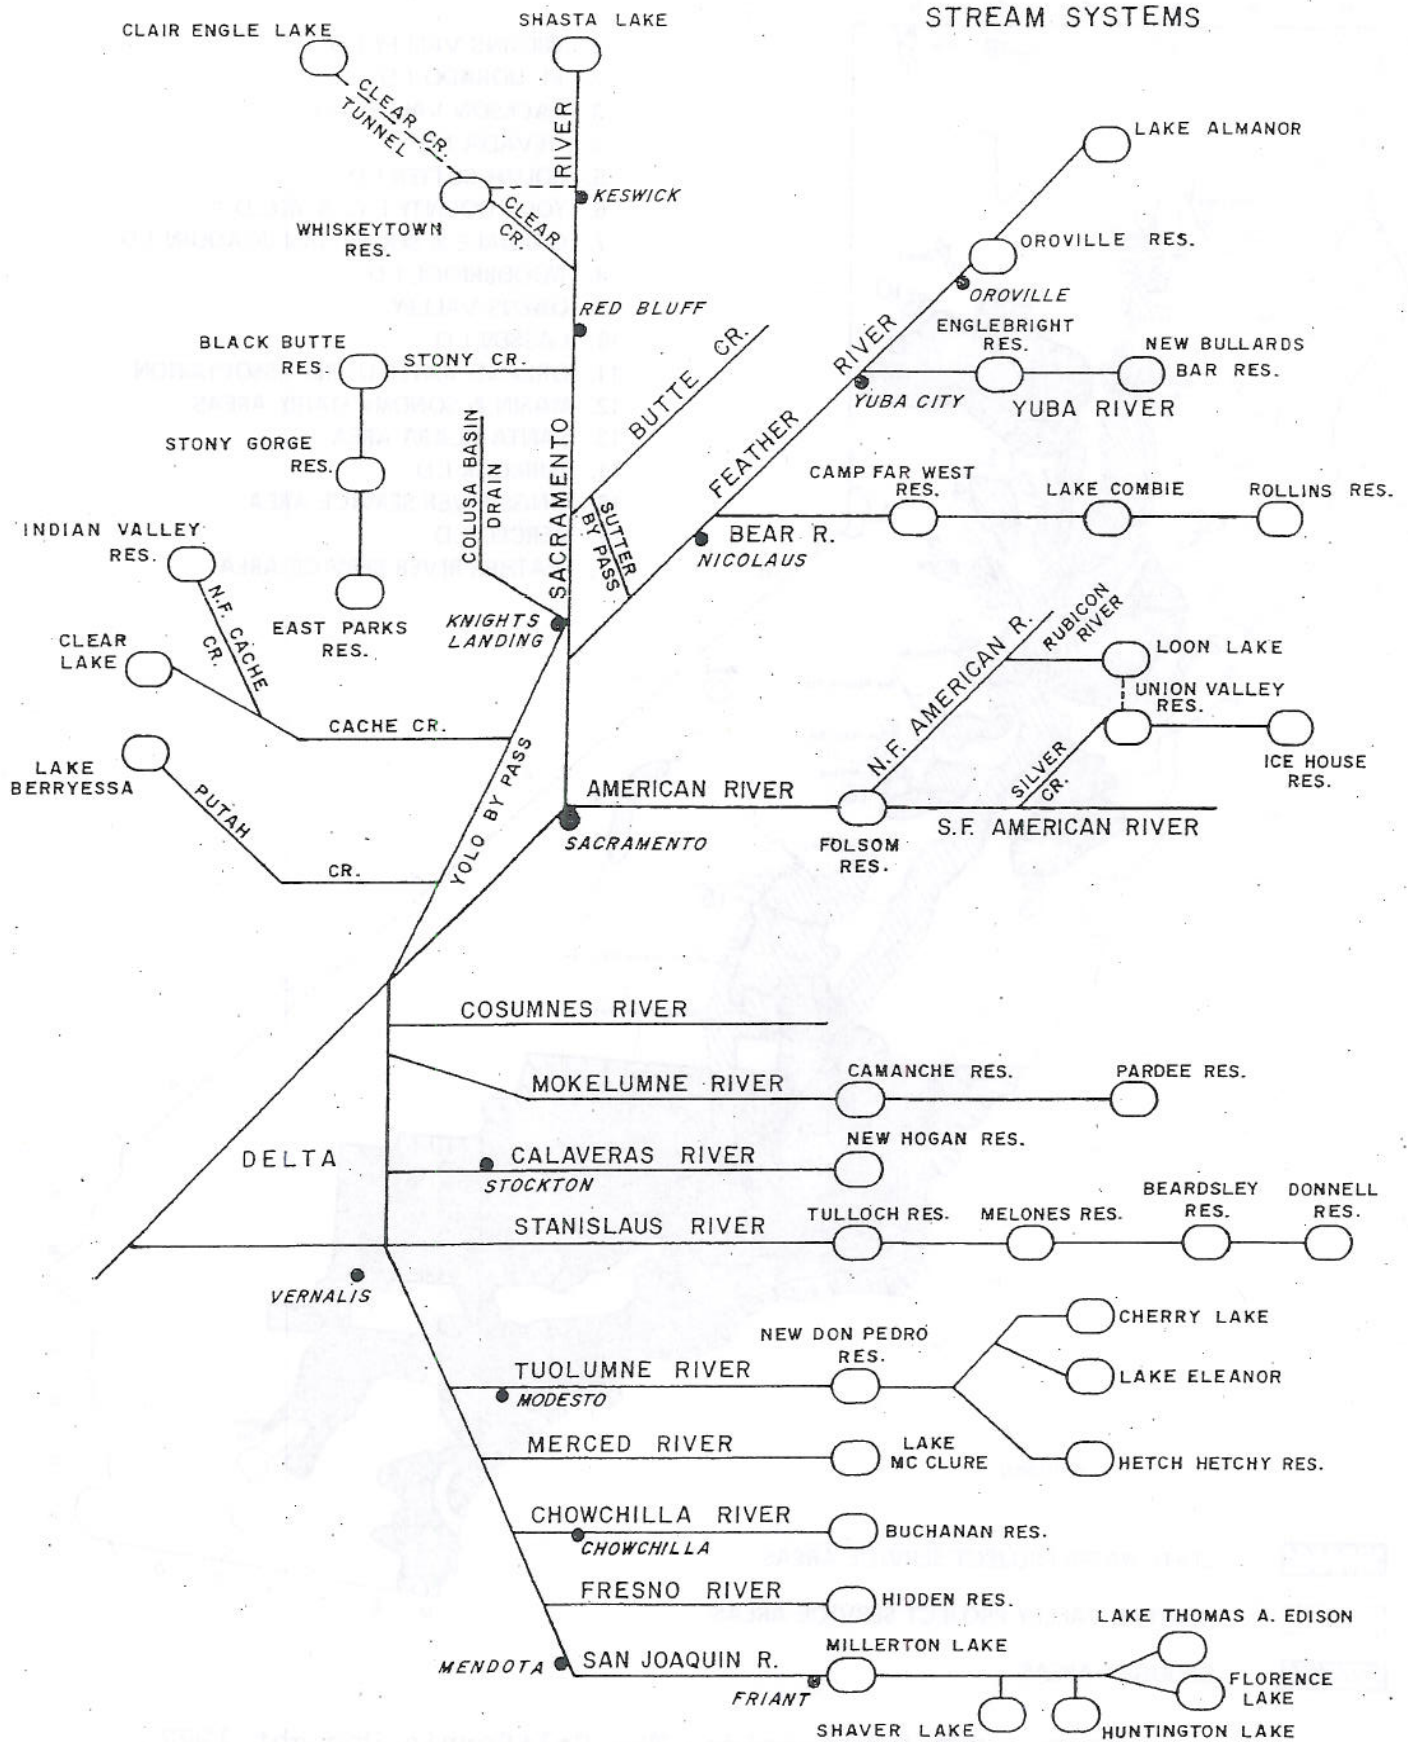 STREAM SYSTEMS
SHASTA LAKE
CLAIR ENGLE LAKE
CLEAR CR.
TUNNEL
RIVER
LAKE ALMANOR
KESWICK
WHISKEYTOWN
RES.
CLEAR
CR.
OROVILLE RES.
OROVILLE
RED BLUFF
BLACK BUTTE
RES.
STONY CR.
BUTTE CR.
RIVER
ENGLEBRIGHT
RES.
NEW BULLARDS
BAR RES.
YUBA CITY
YUBA RIVER
STONY GORGE
RES.
COLUSA BASIN
DRAIN
SACRAMENTO
SUTTER
BY PASS
FEATHER
CAMP FAR WEST
RES.
LAKE COMBIE
ROLLINS RES.
BEAR R.
NICOLAUS
INDIAN VALLEY
RES.
N.F. CACHE
CR.
EAST PARKS
RES.
KNIGHTS
LANDING
CLEAR
LAKE
CACHE CR.
N.F. AMERICAN R.
RUBICON
RIVER
LOON LAKE
UNION VALLEY
RES.
SILVER
CR.
ICE HOUSE
RES.
LAKE
BERRYESSA
PUTAH
CR.
YOLO BY PASS
AMERICAN RIVER
SACRAMENTO
FOLSOM
RES.
S.F. AMERICAN RIVER
COSUMNES RIVER
MOKELUMNE RIVER
CAMANCHE RES.
PARDEE RES.
DELTA
CALAVERAS RIVER
STOCKTON
NEW HOGAN RES.
STANISLAUS RIVER
TULLOCH RES.
MELONES RES.
BEARDSLEY
RES.
DONNELL
RES.
VERNALIS
TUOLUMNE RIVER
MODESTO
NEW DON PEDRO
RES.
CHERRY LAKE
LAKE ELEANOR
HETCH HETCHY RES.
MERCED RIVER
LAKE
MC CLURE
CHOWCHILLA RIVER
CHOWCHILLA
BUCHANAN RES.
FRESNO RIVER
HIDDEN RES.
MENDOTA
SAN JOAQUIN R.
FRIANT
MILLERTON LAKE
LAKE THOMAS A. EDISON
FLORENCE
LAKE
SHAVER LAKE
HUNTINGTON LAKE